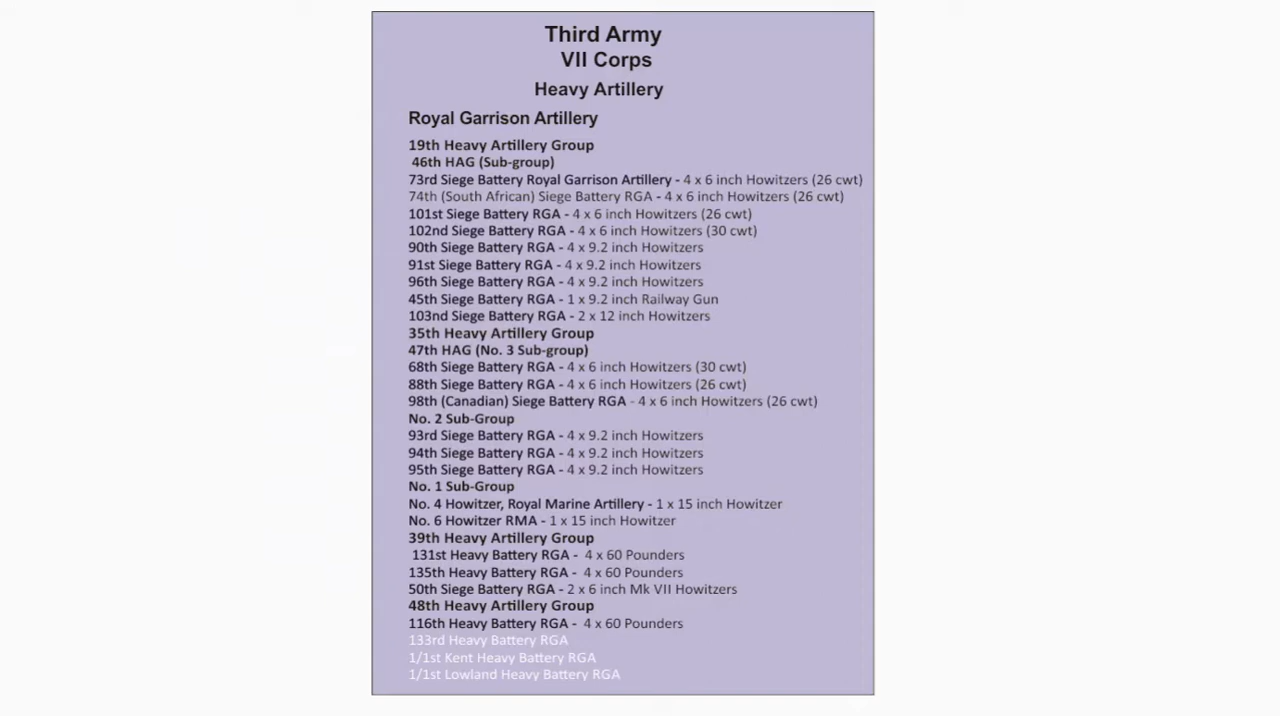 Third Army
VII Corps
Heavy Artillery
Royal Garrison Artillery
19th Heavy Artillery Group
46th HAG (Sub-group)
73rd Siege Battery Royal Garrison Artillery - 4 x 6 inch Howitzers (26 cwt)
74th (South African) Siege Battery RGA - 4 x 6 inch Howitzers (26 cwt)
101st Siege Battery RGA - 4 x 6 inch Howitzers (26 cwt)
102nd Siege Battery RGA - 4 x 6 inch Howitzers (30 cwt)
90th Siege Battery RGA - 4 x 9.2 inch Howitzers
91st Siege Battery RGA - 4 x 9.2 inch Howitzers
96th Siege Battery RGA - 4 x 9.2 inch Howitzers
45th Siege Battery RGA - 1 x 9.2 inch Railway Gun
103nd Siege Battery RGA - 2 x 12 inch Howitzers
35th Heavy Artillery Group
47th HAG (No. 3 Sub-group)
68th Siege Battery RGA - 4 x 6 inch Howitzers (30 cwt)
88th Siege Battery RGA - 4 x 6 inch Howitzers (26 cwt)
98th (Canadian) Siege Battery RGA - 4 x 6 inch Howitzers (26 cwt)
No. 2 Sub-Group
93rd Siege Battery RGA - 4 x 9.2 inch Howitzers
94th Siege Battery RGA - 4 x 9.2 inch Howitzers
95th Siege Battery RGA - 4 x 9.2 inch Howitzers
No. 1 Sub-Group
No. 4 Howitzer, Royal Marine Artillery - 1 x 15 inch Howitzer
No. 6 Howitzer RMA - 1 x 15 inch Howitzer
39th Heavy Artillery Group
131st Heavy Battery RGA - 4 x 60 Pounders
135th Heavy Battery RGA - 4 x 60 Pounders
50th Siege Battery RGA - 2 x 6 inch Mk VII Howitzers
48th Heavy Artillery Group
116th Heavy Battery RGA - 4 x 60 Pounders
133rd Heavy Battery RGA
1/1st Kent Heavy Battery RGA
1/1st Lowland Heavy Battery RGA